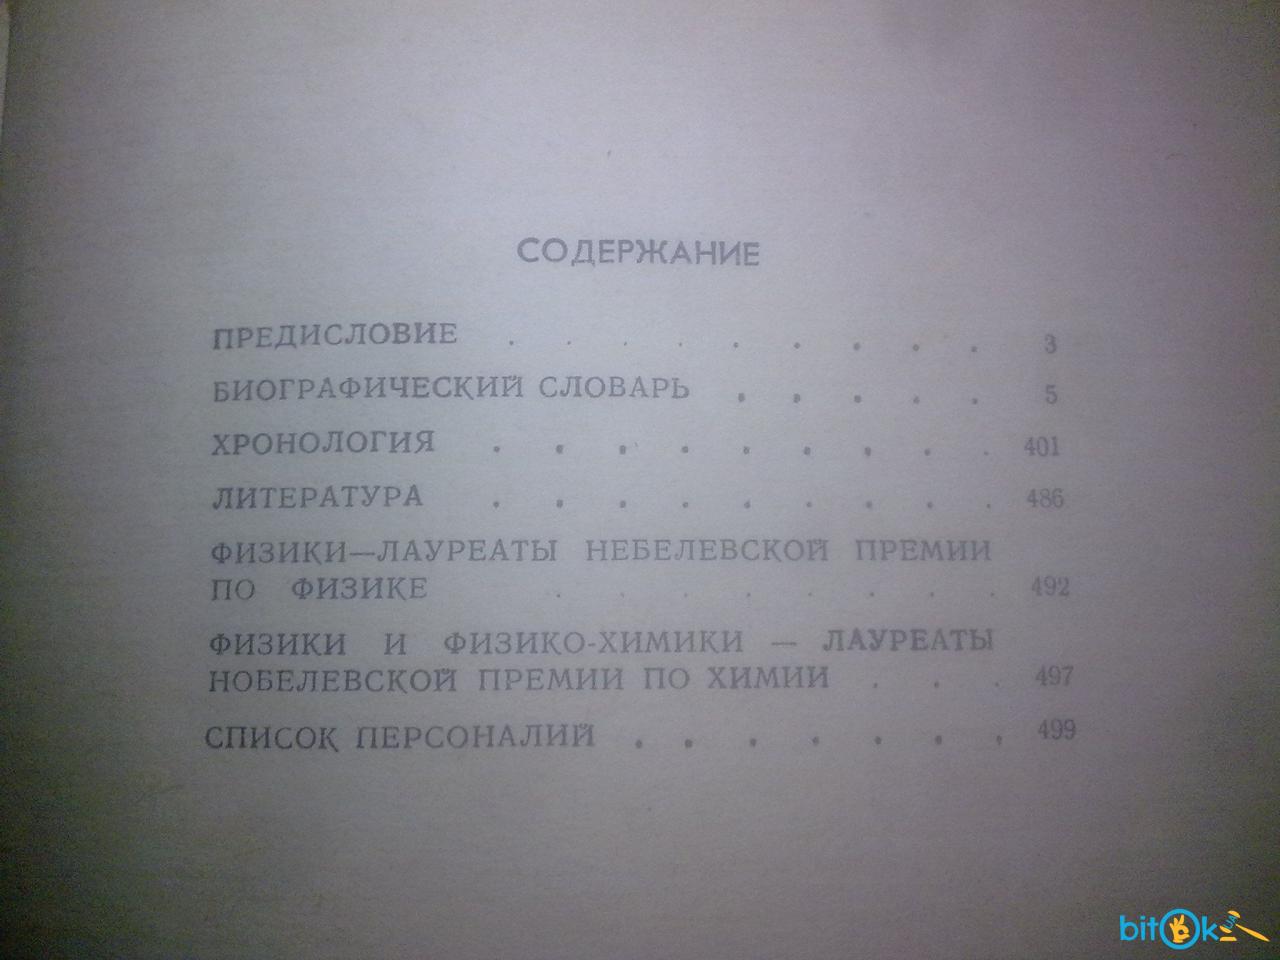 СОДЕРЖАНИЕ
ПРЕДИСЛОВИЕ . . . . . . . . . 3
БИОГРАФИЧЕСКИЙ СЛОВАРЬ . . . . . 5
ХРОНОЛОГИЯ . . . . . . . . . 401
ЛИТЕРАТУРА . . . . . . . . . 486
ФИЗИКИ—ЛАУРЕАТЫ НЕБЕЛЕВСКОЙ ПРЕМИИ
ПО ФИЗИКЕ . . . . . . . . 492
ФИЗИКИ И ФИЗИКО-ХИМИКИ — ЛАУРЕАТЫ
НОБЕЛЕВСКОЙ ПРЕМИИ ПО ХИМИИ . . . 497
СПИСОК ПЕРСОНАЛИЙ . . . . . . . 499
bitOk UA